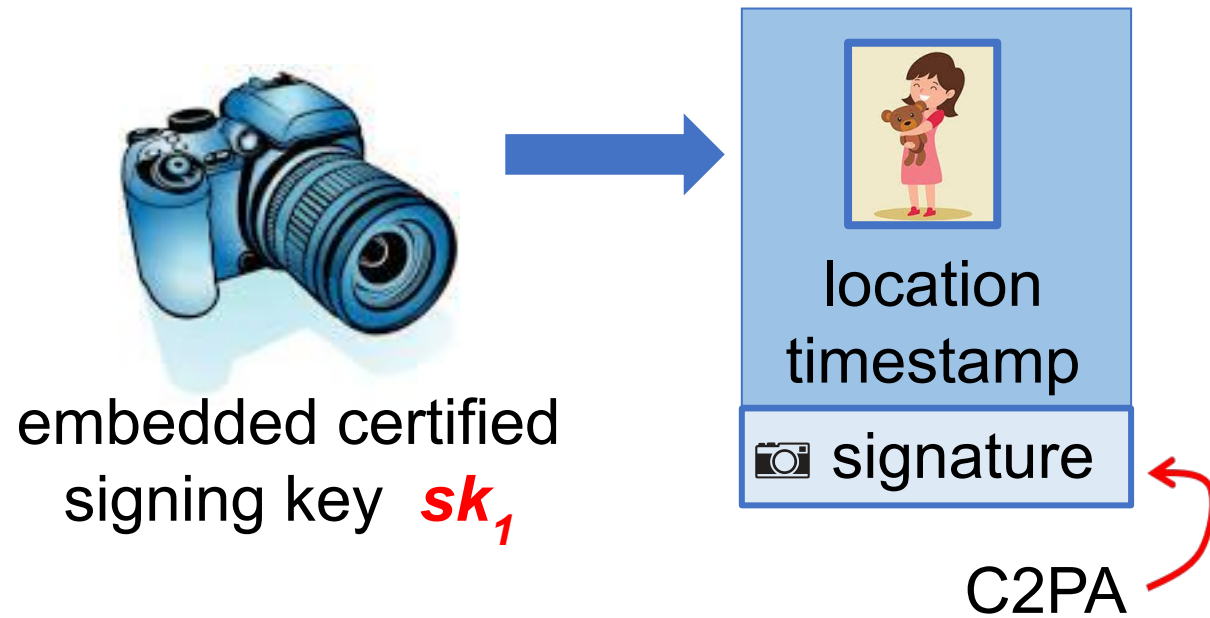 embedded certified
signing key sk₁
location
timestamp
signature
C2PA